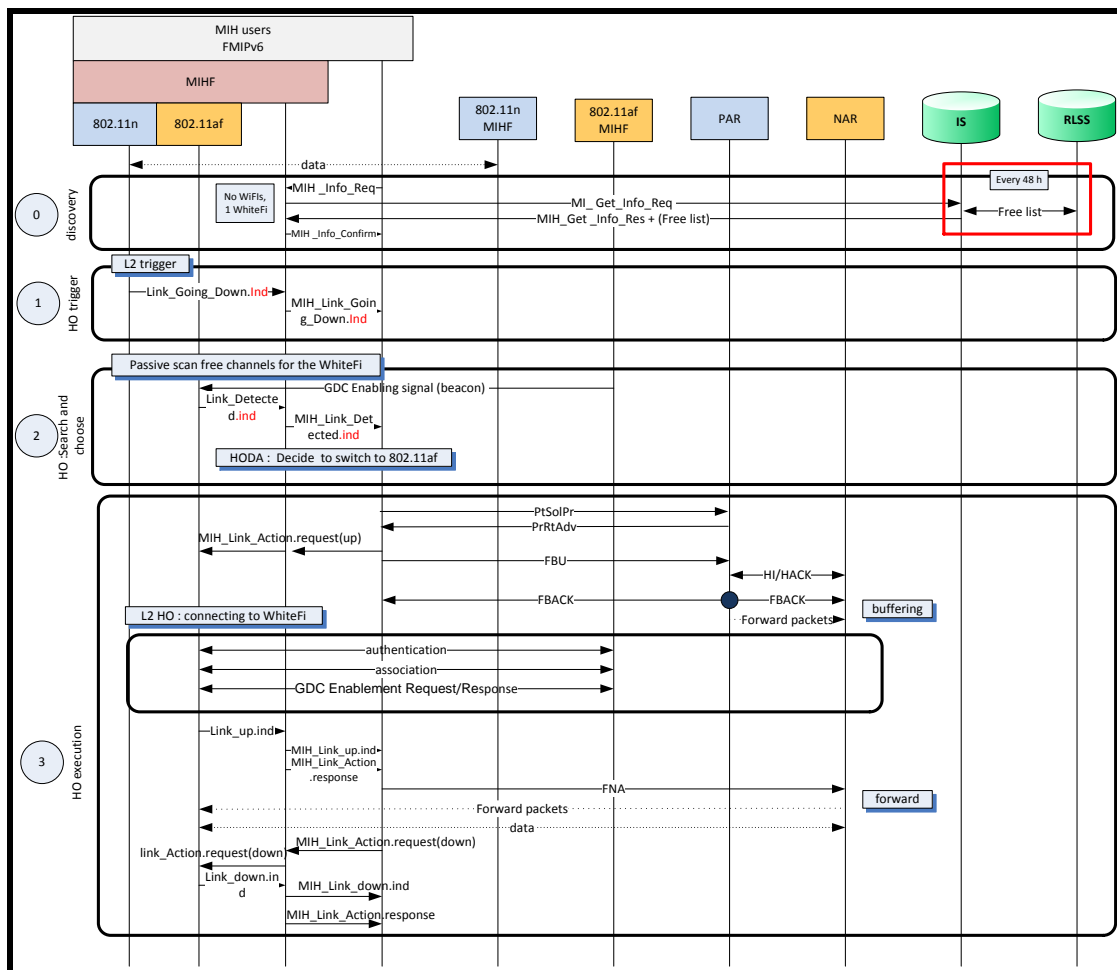 MIH users
FMIPv6
MIHF
802.11n
802.11af
802.11n
MIHF
802.11af
MIHF
PAR
NAR
IS
RLSS
data
0
discovery
No WiFIs,
1 WhiteFi
MIH _Info_Req
MI_ Get_Info_Req
MIH_Get _Info_Res + (Free list)
MIH _Info_Confirm
Every 48 h
Free list
1
HO trigger
L2 trigger
Link_Going_Down.Ind
MIH_Link_Goin
g_Down.Ind
2
HO :Search and
choose
Passive scan free channels for the WhiteFi
GDC Enabling signal (beacon)
Link_Detecte
d.ind
MIH_Link_Det
ected.ind
HODA : Decide to switch to 802.11af
3
HO execution
PtSolPr
PrRtAdv
MIH_Link_Action.request(up)
FBU
HI/HACK
FBACK
FBACK
Forward packets
buffering
L2 HO : connecting to WhiteFi
authentication
association
GDC Enablement Request/Response
Link_up.ind
MIH_Link_up.ind
MIH_Link_Action
.response
FNA
forward
Forward packets
data
MIH_Link_Action.request(down)
link_Action.request(down)
Link_down.in
d
MIH_Link_down.ind
MIH_Link_Action.response